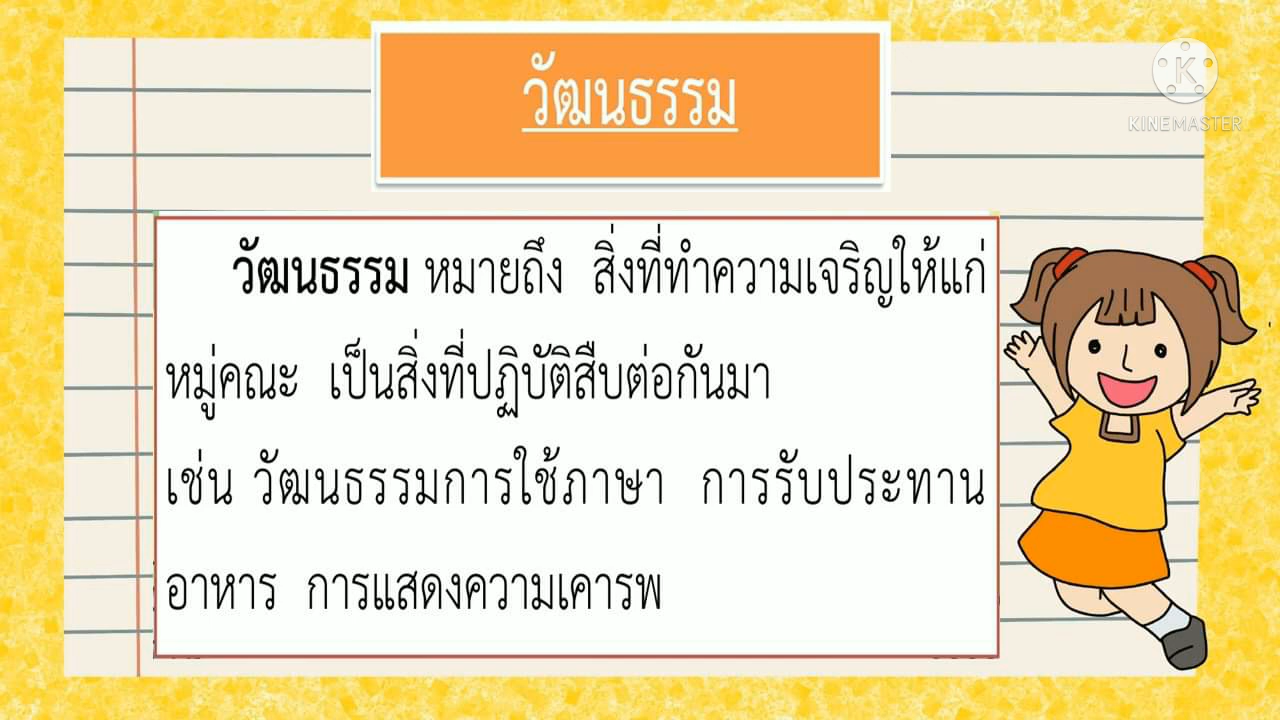 วัฒนธรรม
KINEMASTER
วัฒนธรรม หมายถึง สิ่งที่ทำความเจริญให้แก่
หมู่คณะ เป็นสิ่งที่ปฏิบัติสืบต่อกันมา
เช่น วัฒนธรรมการใช้ภาษา การรับประทาน
อาหาร การแสดงความเคารพ